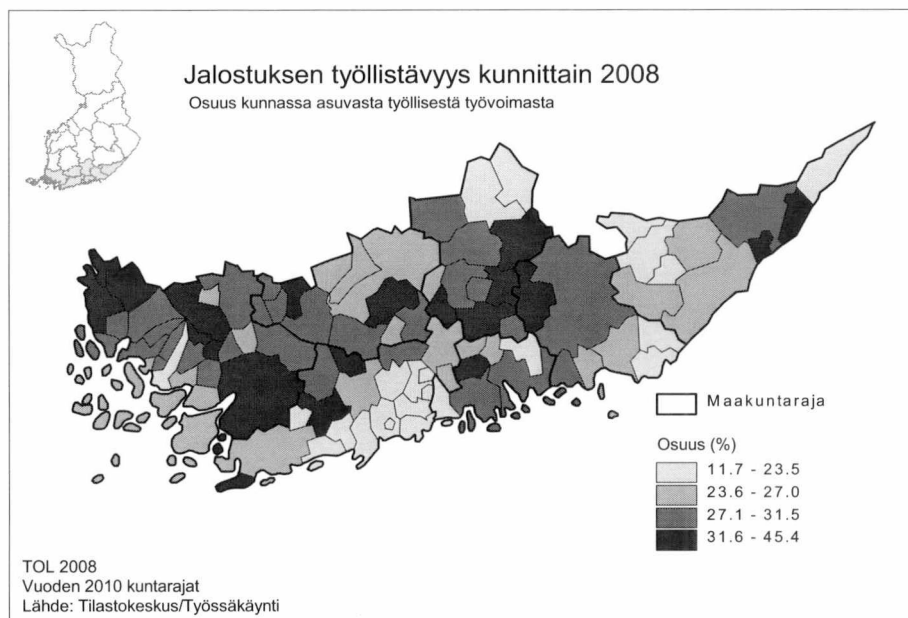 Jalostuksen työllistävyys kunnittain 2008
Osuus kunnassa asuvasta työllisestä työvoimasta
Maakuntaraja
Osuus (%)
11.7 - 23.5
23.6 - 27.0
27.1 - 31.5
31.6 - 45.4
TOL 2008
Vuoden 2010 kuntarajat
Lähde: Tilastokeskus/Työssäkäynti